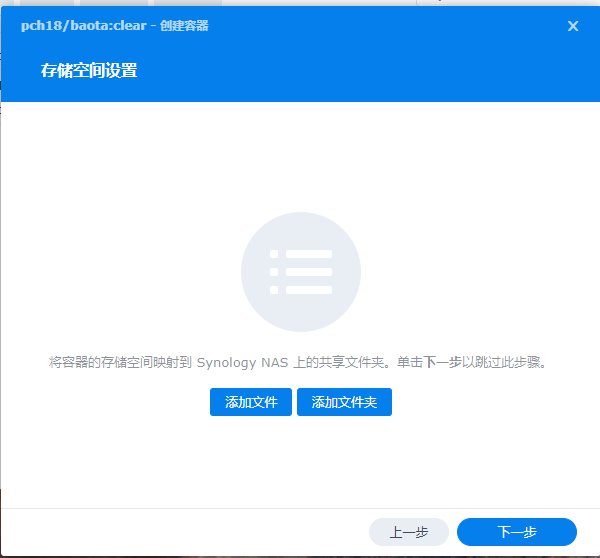 pch18/baota:clear - 创建容器
存储空间设置
将容器的存储空间映射到 Synology NAS 上的共享文件夹。单击下一步以跳过此步骤。
添加文件 添加文件夹
上一步 下一步